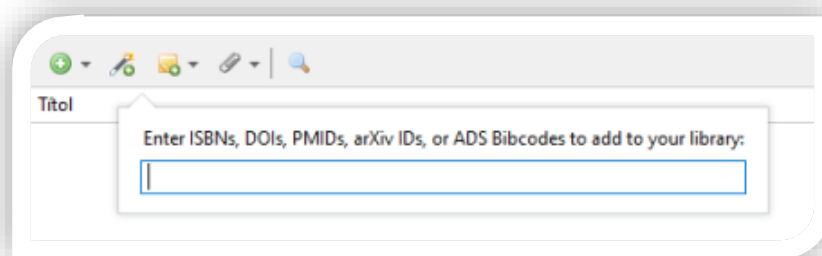 Títol
Enter ISBNs, DOIs, PMIDs, arXiv IDs, or ADS Bibcodes to add to your library: